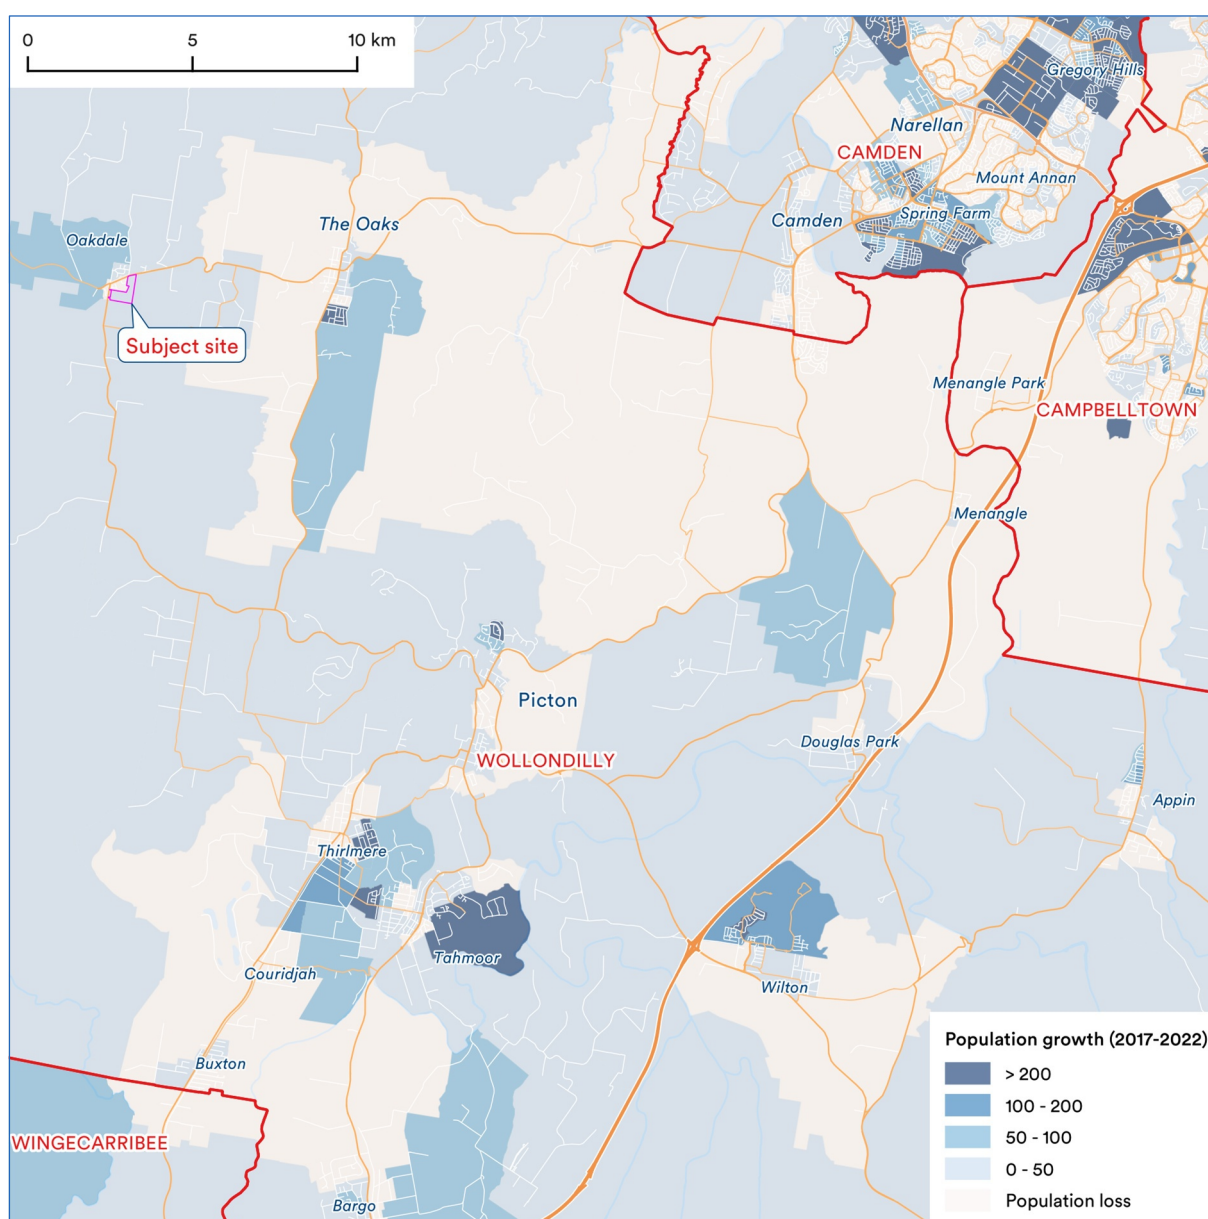 0 5 10 km
Gregory Hills
Narellan
CAMDEN
Mount Annan
Spring Farm
Camden
The Oaks
Oakdale
Subject site
Menangle Park
CAMPBELLTOWN
Menangle
Picton
WOLLONDILLY
Douglas Park
Appin
Thirlmere
Tahmoor
Couridjah
Wilton
Buxton
WINGECARRIBEE
Bargo
Population growth (2017-2022)
> 200
100 - 200
50 - 100
0 - 50
Population loss